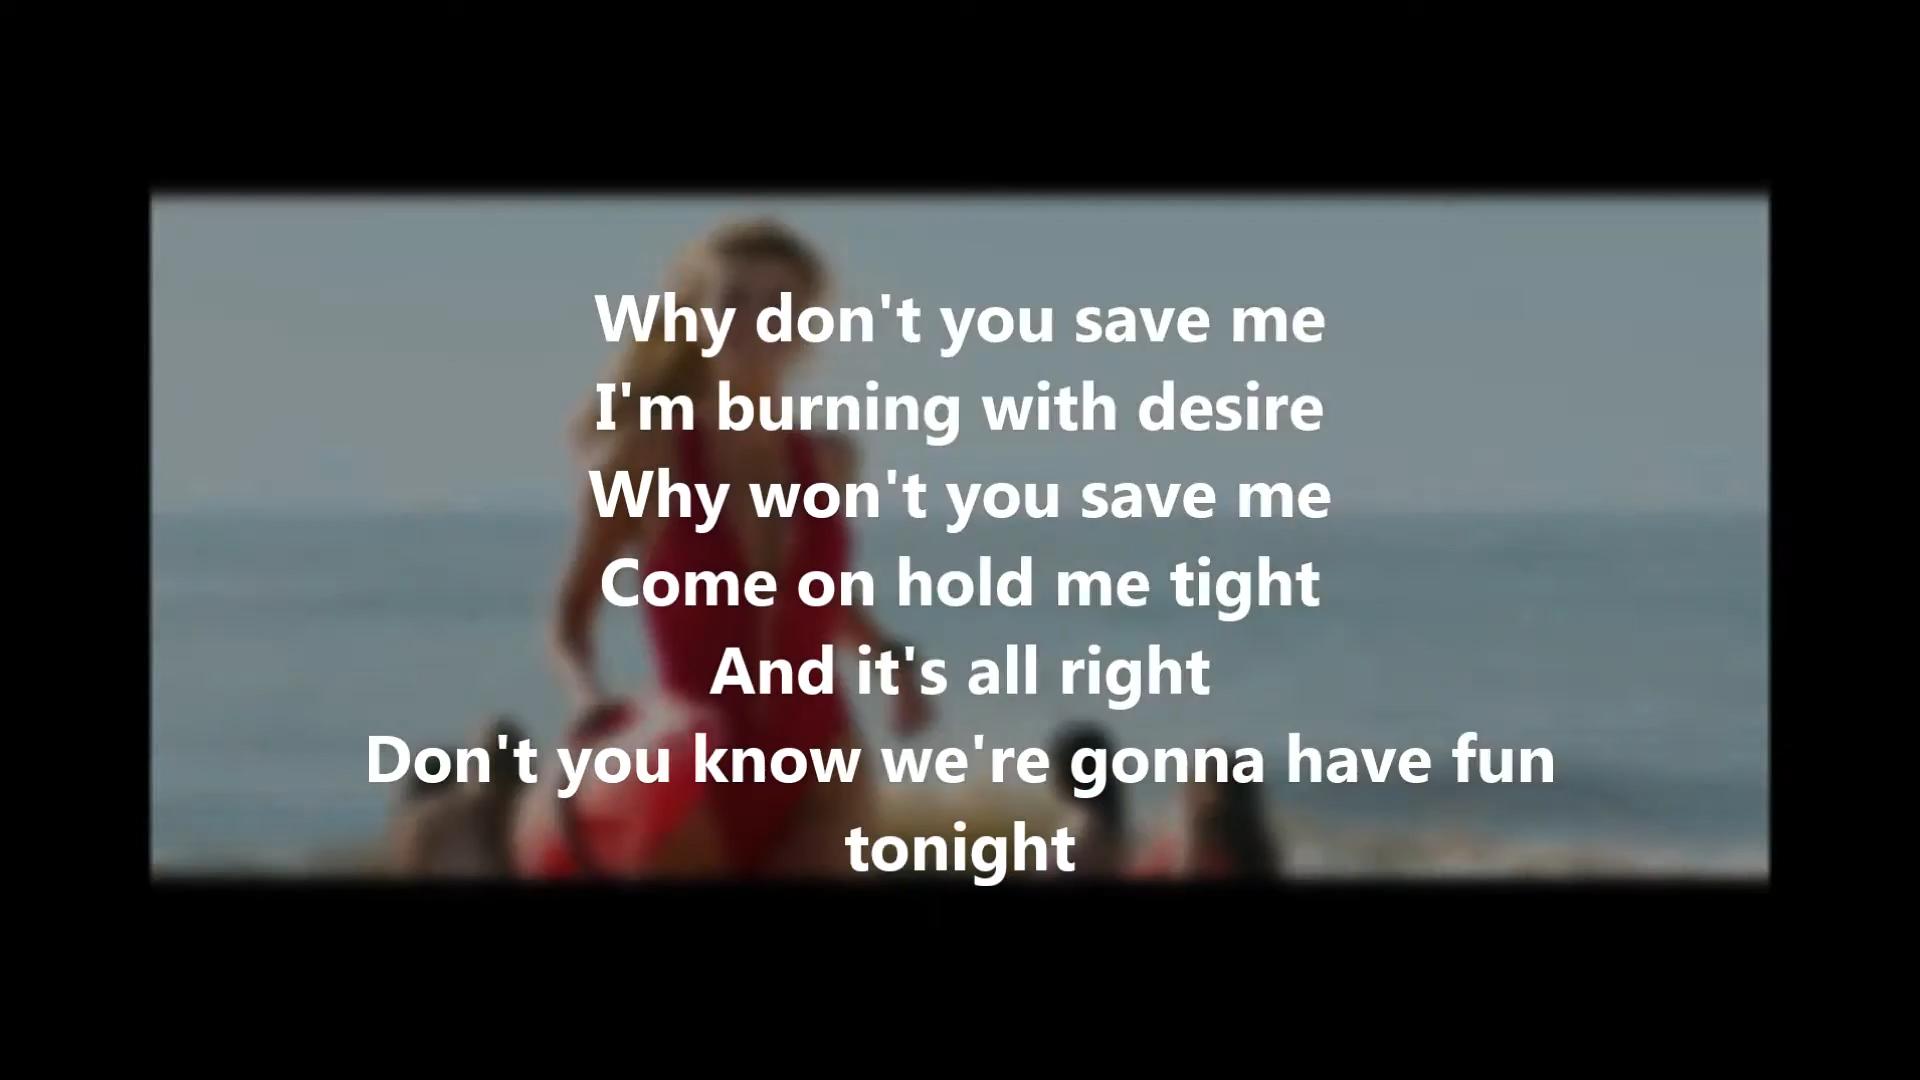 Why don't you save me
I'm burning with desire
Why won't you save me
Come on hold me tight
And it's all right
Don't you know we're gonna have fun
tonight